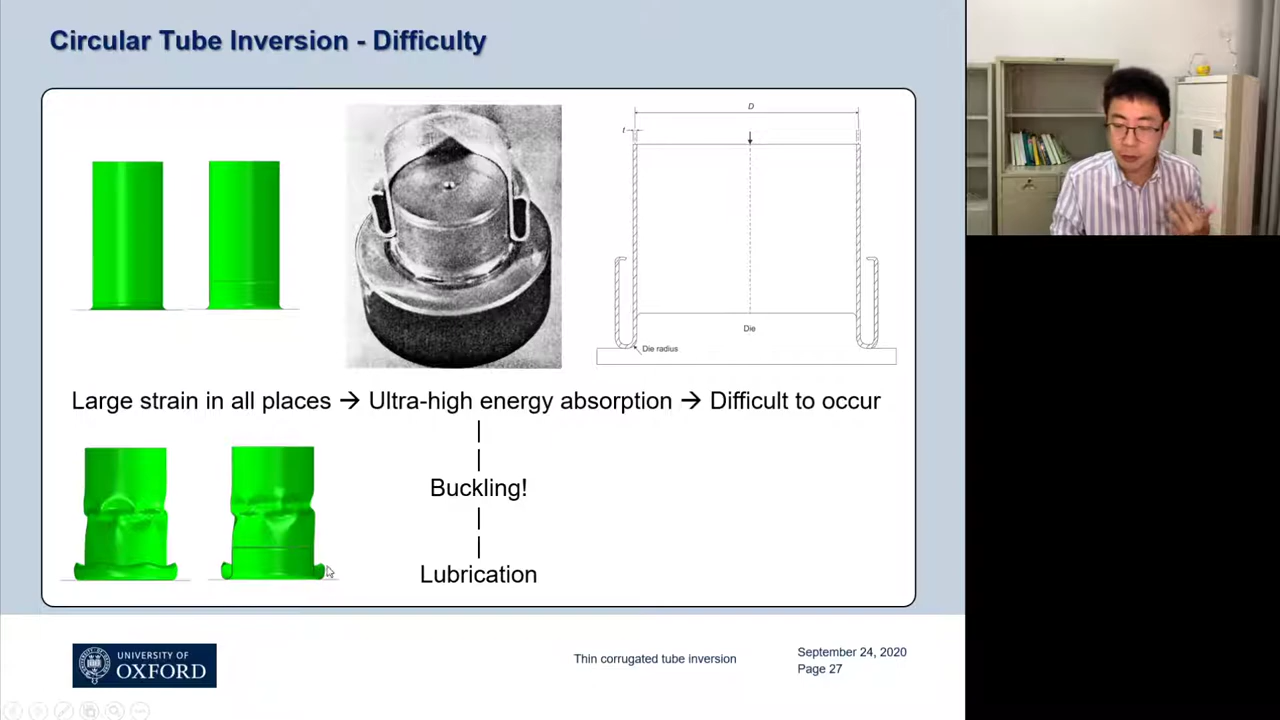 Circular Tube Inversion - Difficulty
D
t
Die
Die radius
Large strain in all places → Ultra-high energy absorption → Difficult to occur
Buckling!
Lubrication
UNIVERSITY OF
OXFORD
Thin corrugated tube inversion
September 24, 2020
Page 27